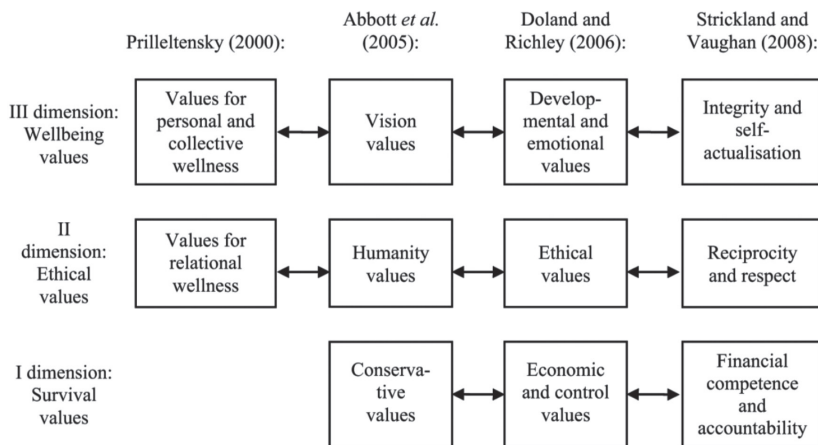 Prilleltensky (2000):
Abbott et al.
(2005):
Doland and
Richley (2006):
Strickland and
Vaughan (2008):
III dimension:
Wellbeing
values
Values for
personal and
collective
wellness
Vision
values
Develop-
mental and
emotional
values
Integrity and
self-
actualisation
II
dimension:
Ethical
values
Values for
relational
wellness
Humanity
values
Ethical
values
Reciprocity
and respect
I dimension:
Survival
values
Conserva-
tive
values
Economic
and control
values
Financial
competence
and
accountability